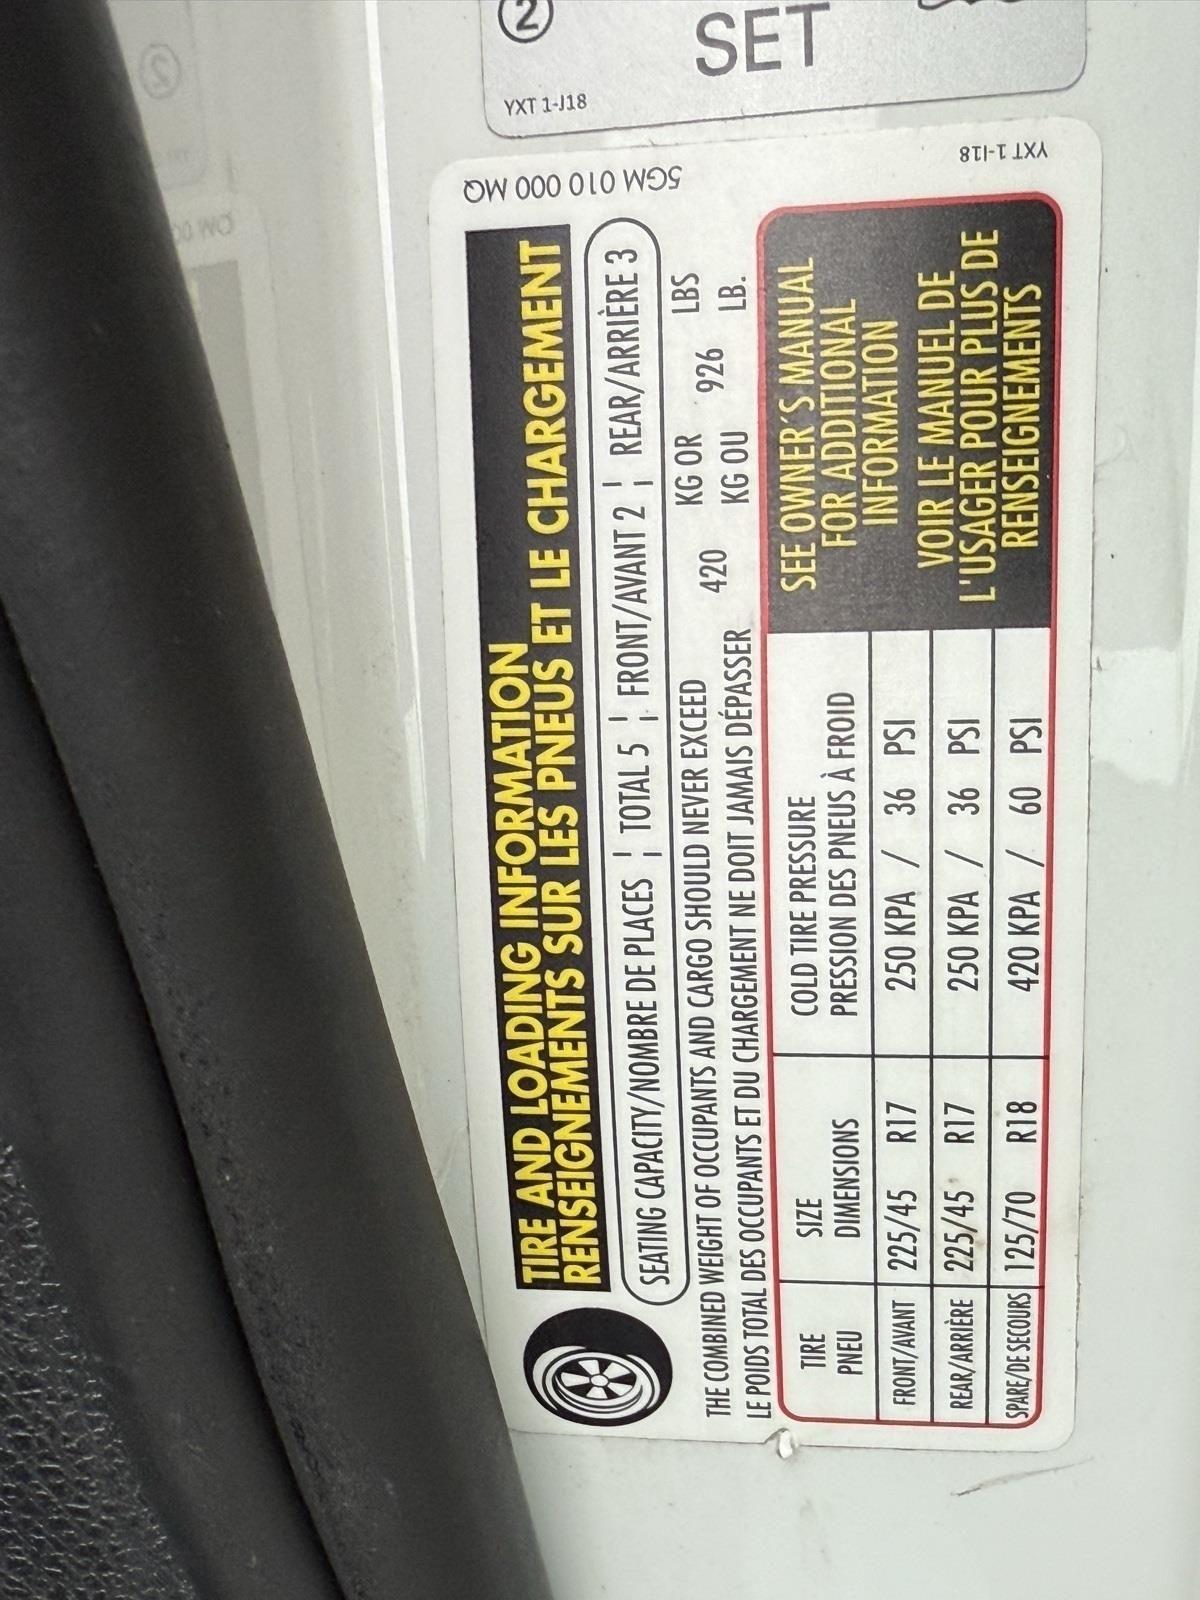 ②
SET
YXT 1-J18
5GM 010 000 MQ
YXT 1-I18
TIRE AND LOADING INFORMATION
RENSEIGNEMENTS SUR LES PNEUS ET LE CHARGEMENT
SEATING CAPACITY/NOMBRE DE PLACES ¦ TOTAL 5 ¦ FRONT/AVANT 2 ¦ REAR/ARRIÈRE 3
THE COMBINED WEIGHT OF OCCUPANTS AND CARGO SHOULD NEVER EXCEED 420 KG OR 926 LBS
LE POIDS TOTAL DES OCCUPANTS ET DU CHARGEMENT NE DOIT JAMAIS DÉPASSER KG OU LB.
TIRE SIZE COLD TIRE PRESSURE
PNEU DIMENSIONS PRESSION DES PNEUS À FROID
FRONT/AVANT 225/45 R17 250 KPA / 36 PSI
REAR/ARRIÈRE 225/45 R17 250 KPA / 36 PSI
SPARE/DE SECOURS 125/70 R18 420 KPA / 60 PSI
SEE OWNER'S MANUAL
FOR ADDITIONAL
INFORMATION
VOIR LE MANUEL DE
L'USAGER POUR PLUS DE
RENSEIGNEMENTS